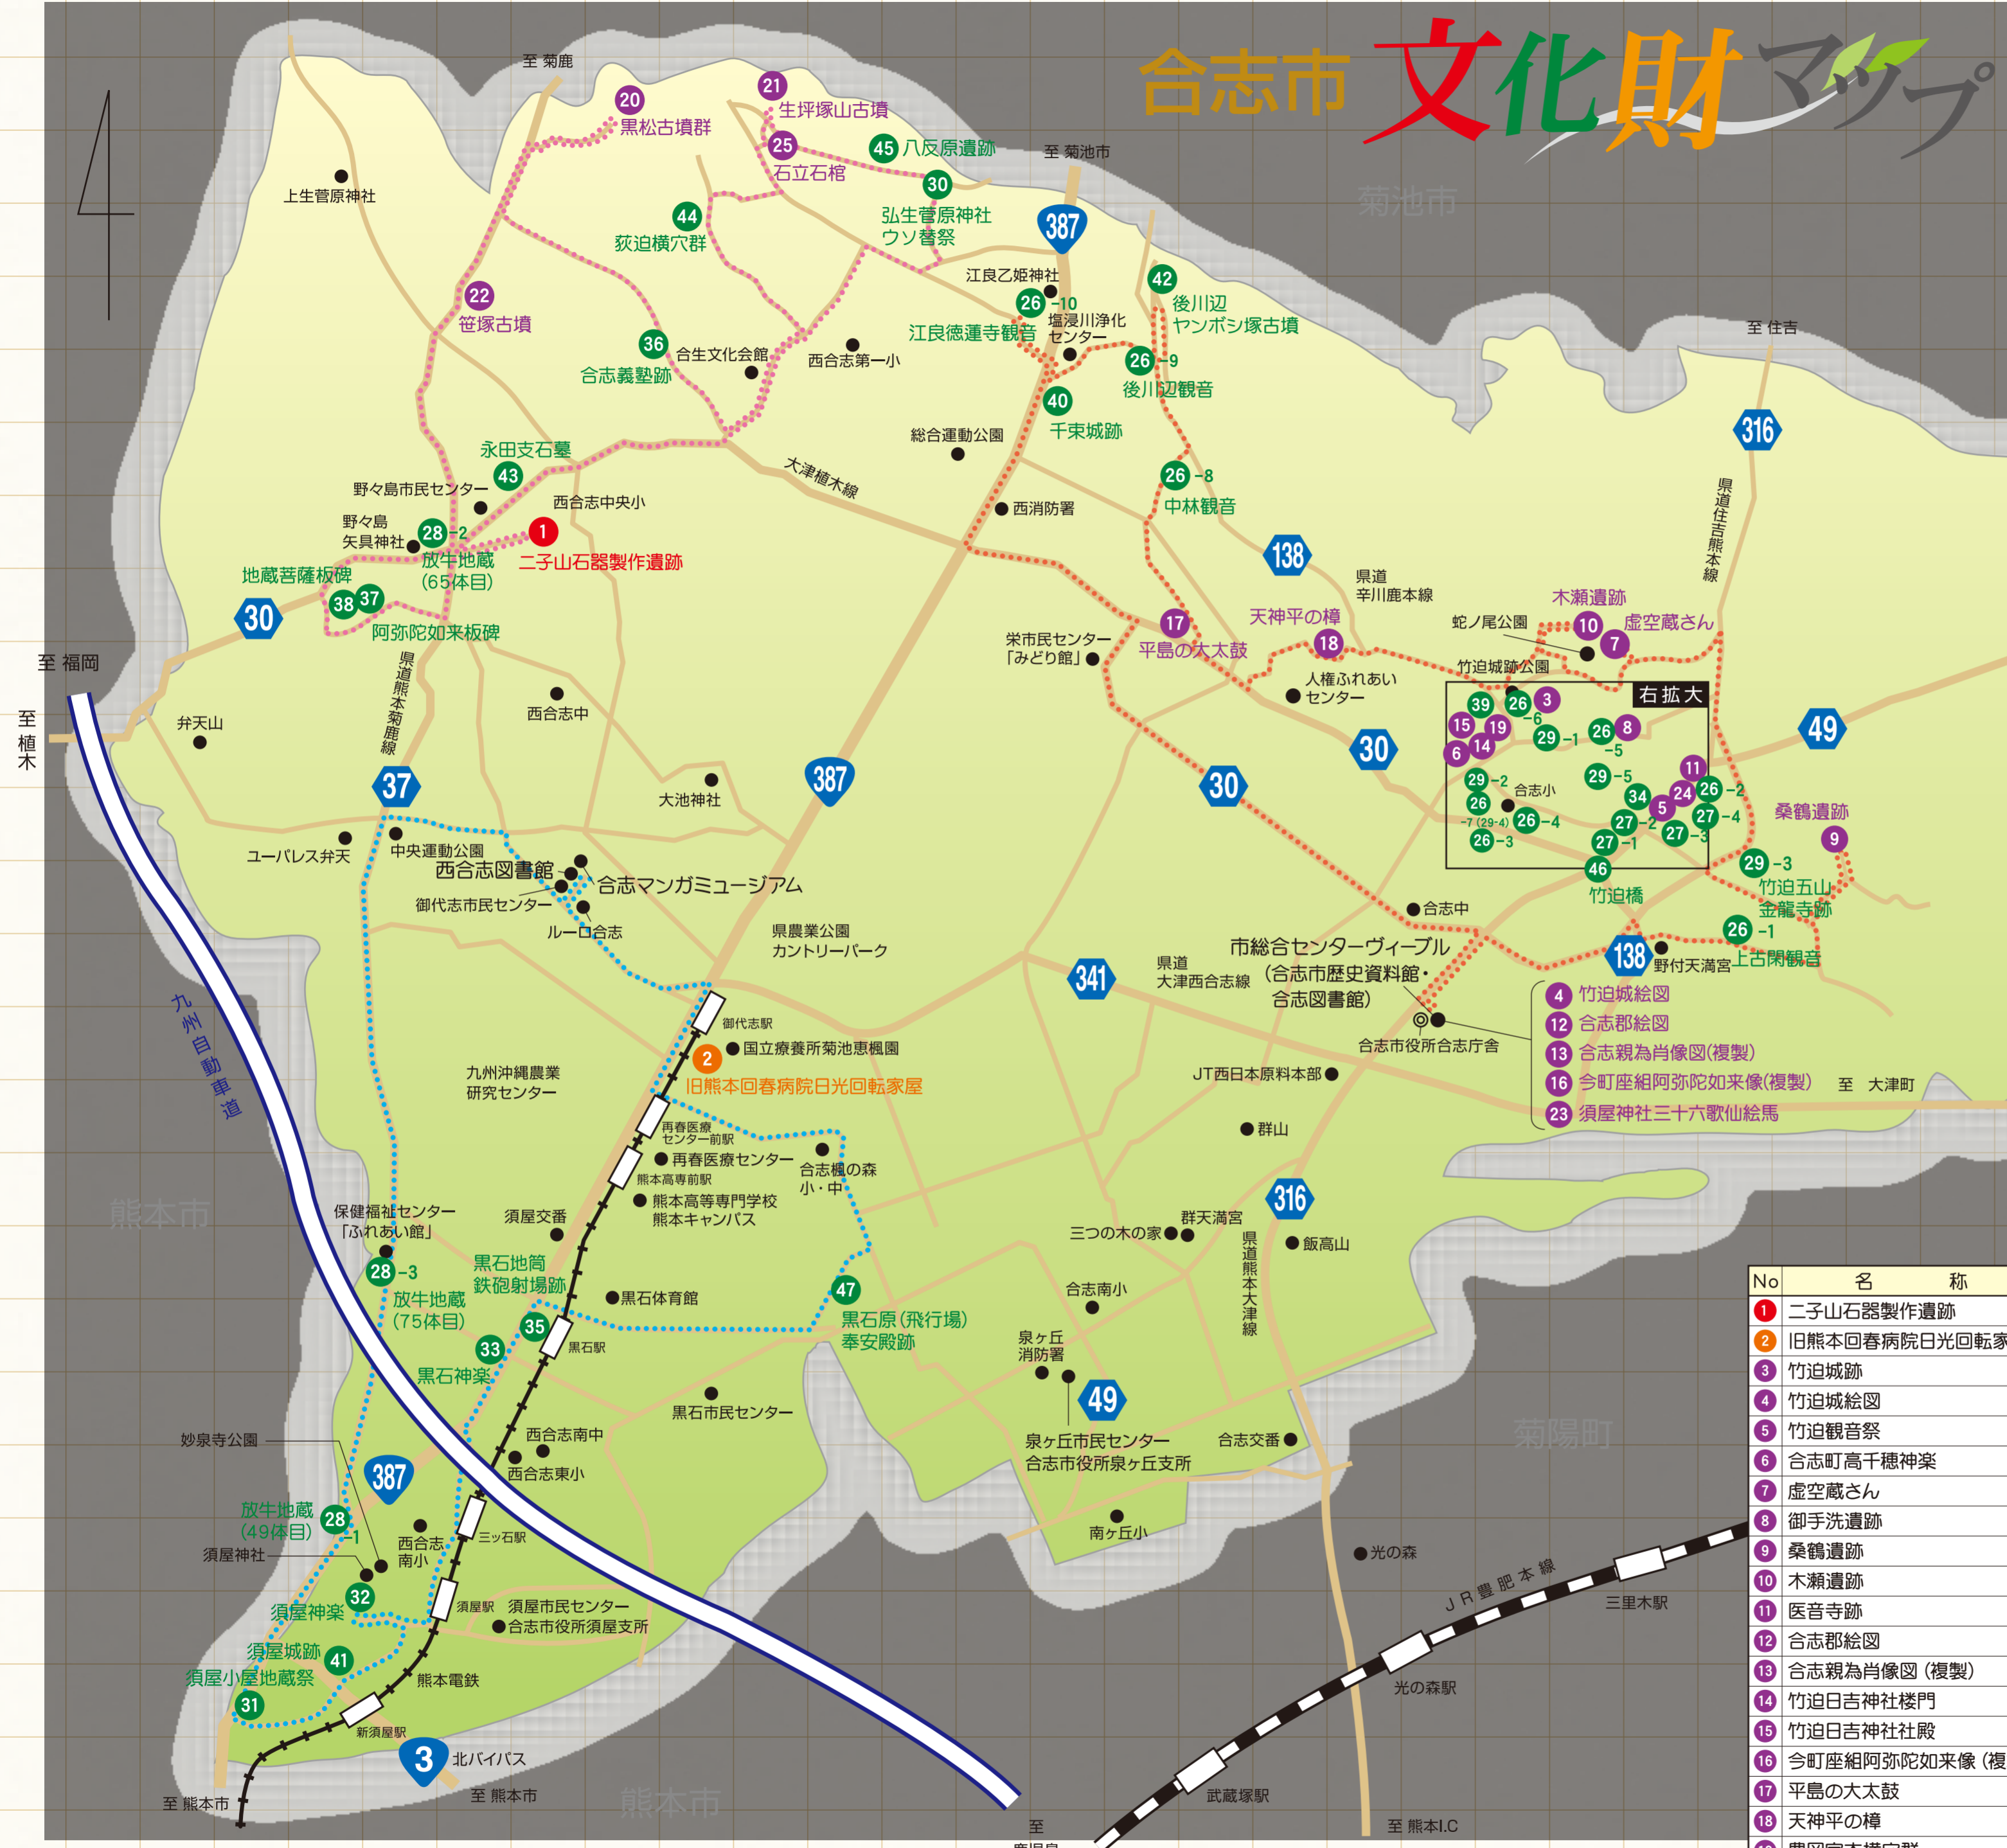 合志市 文化財マップ
菊池市
至 菊鹿
20
黒松古墳群
21
生坪塚山古墳
25
石立石棺
45 八反原遺跡
至 菊池市
387
30
弘生菅原神社
ウソ替祭
上生菅原神社
44
荻迫横穴群
江良乙姫神社
26 -10
江良徳蓮寺観音
塩浸川浄化
センター
42
後川辺
ヤンボシ塚古墳
26 -9
後川辺観音
22
笹塚古墳
36
合志義塾跡
合生文化会館
西合志第一小
40
千束城跡
至 住吉
316
県道住吉熊本線
総合運動公園
永田支石墓
43
野々島市民センター
西合志中央小
大津植木線
西消防署
26 -8
中林観音
野々島
矢具神社
28 -2
放牛地蔵
(65体目)
1
二子山石器製作遺跡
地蔵菩薩板碑
38 37
阿弥陀如来板碑
30
138
県道
辛川鹿本線
至 福岡
至 植木
県道熊本菊鹿線
西合志中
弁天山
栄市民センター
「みどり館」
17
平島の大太鼓
天神平の樟
18
人権ふれあい
センター
木瀬遺跡
10
虚空蔵さん
7
蛇ノ尾公園
竹迫城跡公園
右拡大
39
26
-6
3
15
19
6
14
29 -1
26
-5
8
29 -2
26
-7 (29-4)
合志小
26 -4
26 -3
29 -5
34
5
24
11
26 -2
27 -4
27 -2
27 -3
27 -1
46
竹迫橋
49
桑鶴遺跡
9
29 -3
竹迫五山
金龍寺跡
26
-1
上古閑観音
138
野付天満宮
37
387
30
30
大池神社
ユーパレス弁天
中央運動公園
西合志図書館
合志マンガミュージアム
御代志市民センター
ルーロ合志
県農業公園
カントリーパーク
341
県道
大津西合志線
合志中
市総合センターヴィーブル
(合志市歴史資料館・
合志図書館)
合志市役所合志庁舎
4 竹迫城絵図
12 合志郡絵図
13 合志親為肖像図(複製)
16 今町座組阿弥陀如来像(複製)
23 須屋神社三十六歌仙絵馬
至 大津町
九州自動車道
御代志駅
2
国立療養所菊池恵楓園
旧熊本回春病院日光回転家屋
九州沖縄農業
研究センター
再春医療
センター前駅
再春医療センター
熊本高専前駅
熊本高等専門学校
熊本キャンパス
合志楓の森
小・中
JT西日本原料本部
群山
316
三つの木の家
群天満宮
飯高山
県道熊本大津線
熊本市
保健福祉センター
「ふれあい館」
28 -3
放牛地蔵
(75体目)
須屋交番
黒石地筒
鉄砲射場跡
35
33
黒石神楽
黒石駅
黒石体育館
47
黒石原(飛行場)
奉安殿跡
合志南小
泉ヶ丘
消防署
49
泉ヶ丘市民センター
合志市役所泉ヶ丘支所
合志交番
南ヶ丘小
黒石市民センター
西合志南中
西合志東小
妙泉寺公園
387
放牛地蔵
(49体目)
28
-1
西合志
南小
須屋神社
32
須屋神楽
三ッ石駅
須屋駅
須屋市民センター
合志市役所須屋支所
須屋城跡
41
須屋小屋地蔵祭
31
熊本電鉄
新須屋駅
3
北バイパス
至 熊本市
至 熊本市
熊本市
菊陽町
光の森
JR豊肥本線
三里木駅
光の森駅
武蔵塚駅
至 熊本I.C
至
No 名 称
1 二子山石器製作遺跡
2 旧熊本回春病院日光回転家
3 竹迫城跡
4 竹迫城絵図
5 竹迫観音祭
6 合志町高千穂神楽
7 虚空蔵さん
8 御手洗遺跡
9 桑鶴遺跡
10 木瀬遺跡
11 医音寺跡
12 合志郡絵図
13 合志親為肖像図(複製)
14 竹迫日吉神社楼門
15 竹迫日吉神社社殿
16 今町座組阿弥陀如来像(複
17 平島の大太鼓
18 天神平の樟